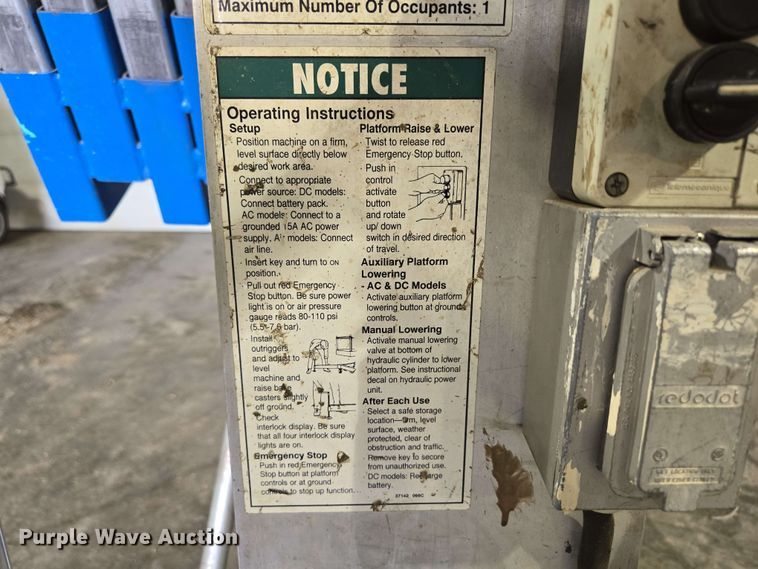 Maximum Number Of Occupants: 1
NOTICE
Operating Instructions
Setup
· Position machine on a firm,
level surface directly below
desired work area.
· Connect to appropriate
power source: DC models:
Connect battery pack.
AC models: Connect to a
grounded 15A AC power
supply. A models: Connect
air line.
· Insert key and turn to ON
position.
· Pull out red Emergency
Stop button. Be sure power
light is on or air pressure
gauge reads 80-110 psi
(5.5-7.6 bar).
· Install
outriggers
and adjust to
level
machine and
raise base
casters slightly
off ground.
· Check
interlock display. Be sure
that all four interlock display
lights are on.
Emergency Stop
· Push in red Emergency
Stop button at platform
controls or at ground
controls to stop up function.
Platform Raise & Lower
· Twist to release red
Emergency Stop button.
· Push in
control
activate
button
and rotate
up/ down
switch in desired direction
of travel.
Auxiliary Platform
Lowering
- AC & DC Models
· Activate auxiliary platform
lowering button at ground
controls.
Manual Lowering
· Activate manual lowering
valve at bottom of
hydraulic cylinder to lower
platform. See instructional
decal on hydraulic power
unit.
After Each Use
· Select a safe storage
location—firm, level
surface, weather
protected, clear of
obstruction and traffic.
· Remove key to secure
from unauthorized use.
· DC models: Recharge
battery.
37142 066C
Telemecanique
redodot
WET LOCATION ONLY
Purple Wave Auction